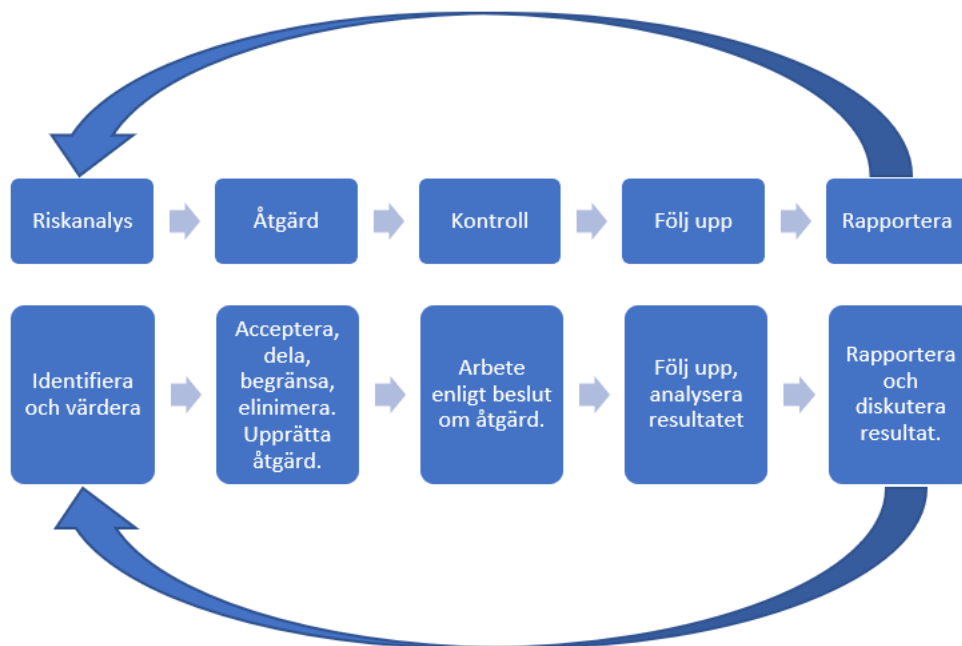 Riskanalys
Åtgärd
Kontroll
Följ upp
Rapportera
Identifiera
och värdera
Acceptera,
dela,
begränsa,
elinimera.
Upprätta
åtgärd.
Arbete
enligt beslut
om åtgärd.
Följ upp,
analysera
resultatet
Rapportera
och
diskutera
resultat.